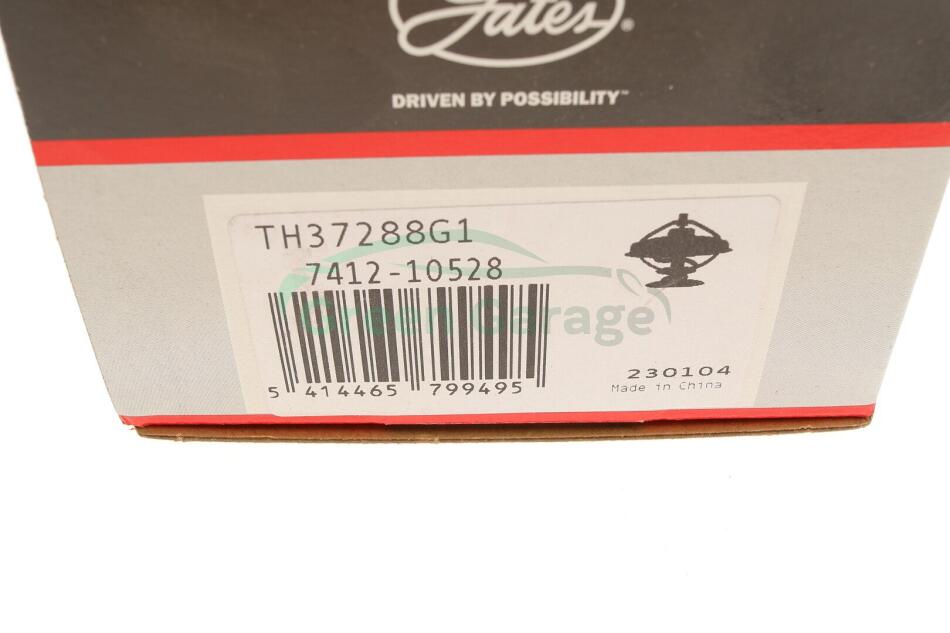 Gates®
DRIVEN BY POSSIBILITY™
TH37288G1
7412-10528
Green Garage
5 414465 799495
230104
Made in China